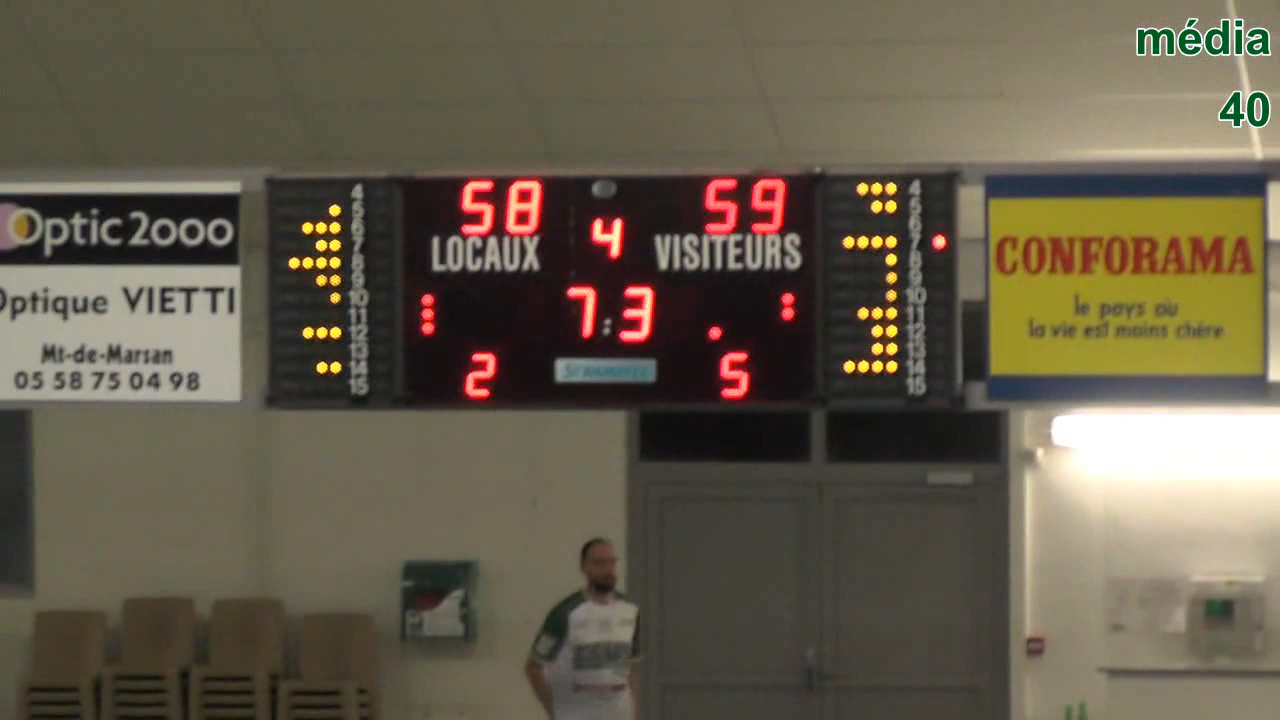 média
40
Optic 2000
Optique VIETTI
Mt-de-Marsan
05 58 75 04 98
4
5
6
7
8
9
10
11
12
13
14
15
58 4 59
LOCAUX VISITEURS
7:3
2 5
4
5
6
7
8
9
10
11
12
13
14
15
CONFORAMA
le pays où
la vie est moins chère.